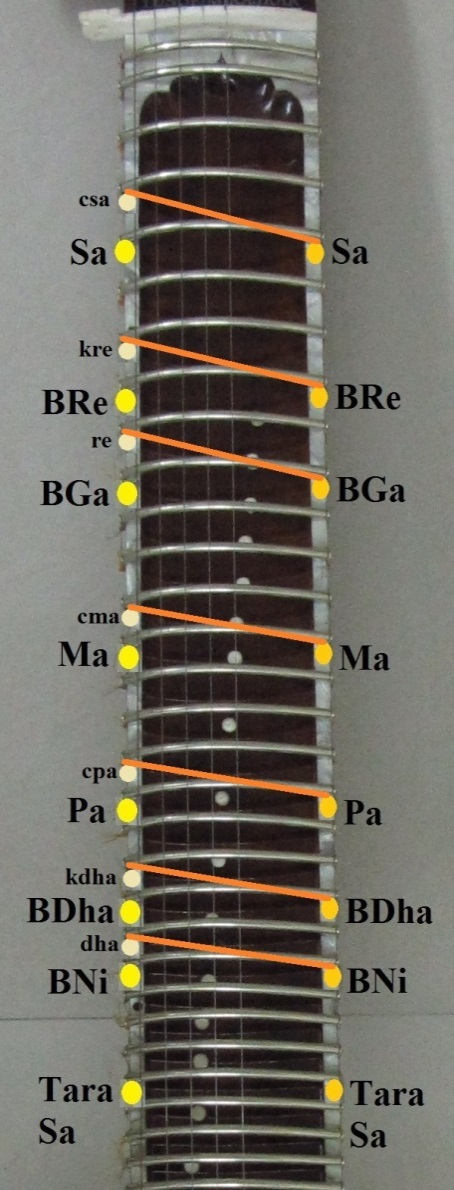 csa
Sa Sa
kre
BRe BRe
re
BGa BGa
cma
Ma Ma
cpa
Pa Pa
kdha
BDha BDha
dha
BNi BNi
Tara Tara
Sa Sa